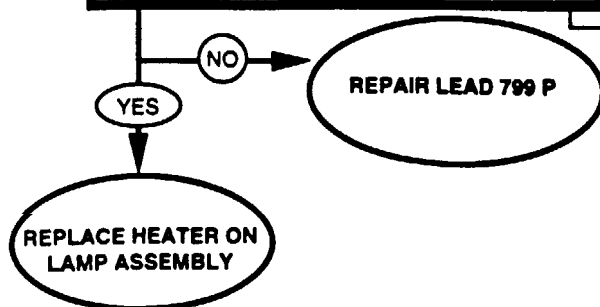 NO
REPAIR LEAD 799 P
YES
REPLACE HEATER ON
LAMP ASSEMBLY